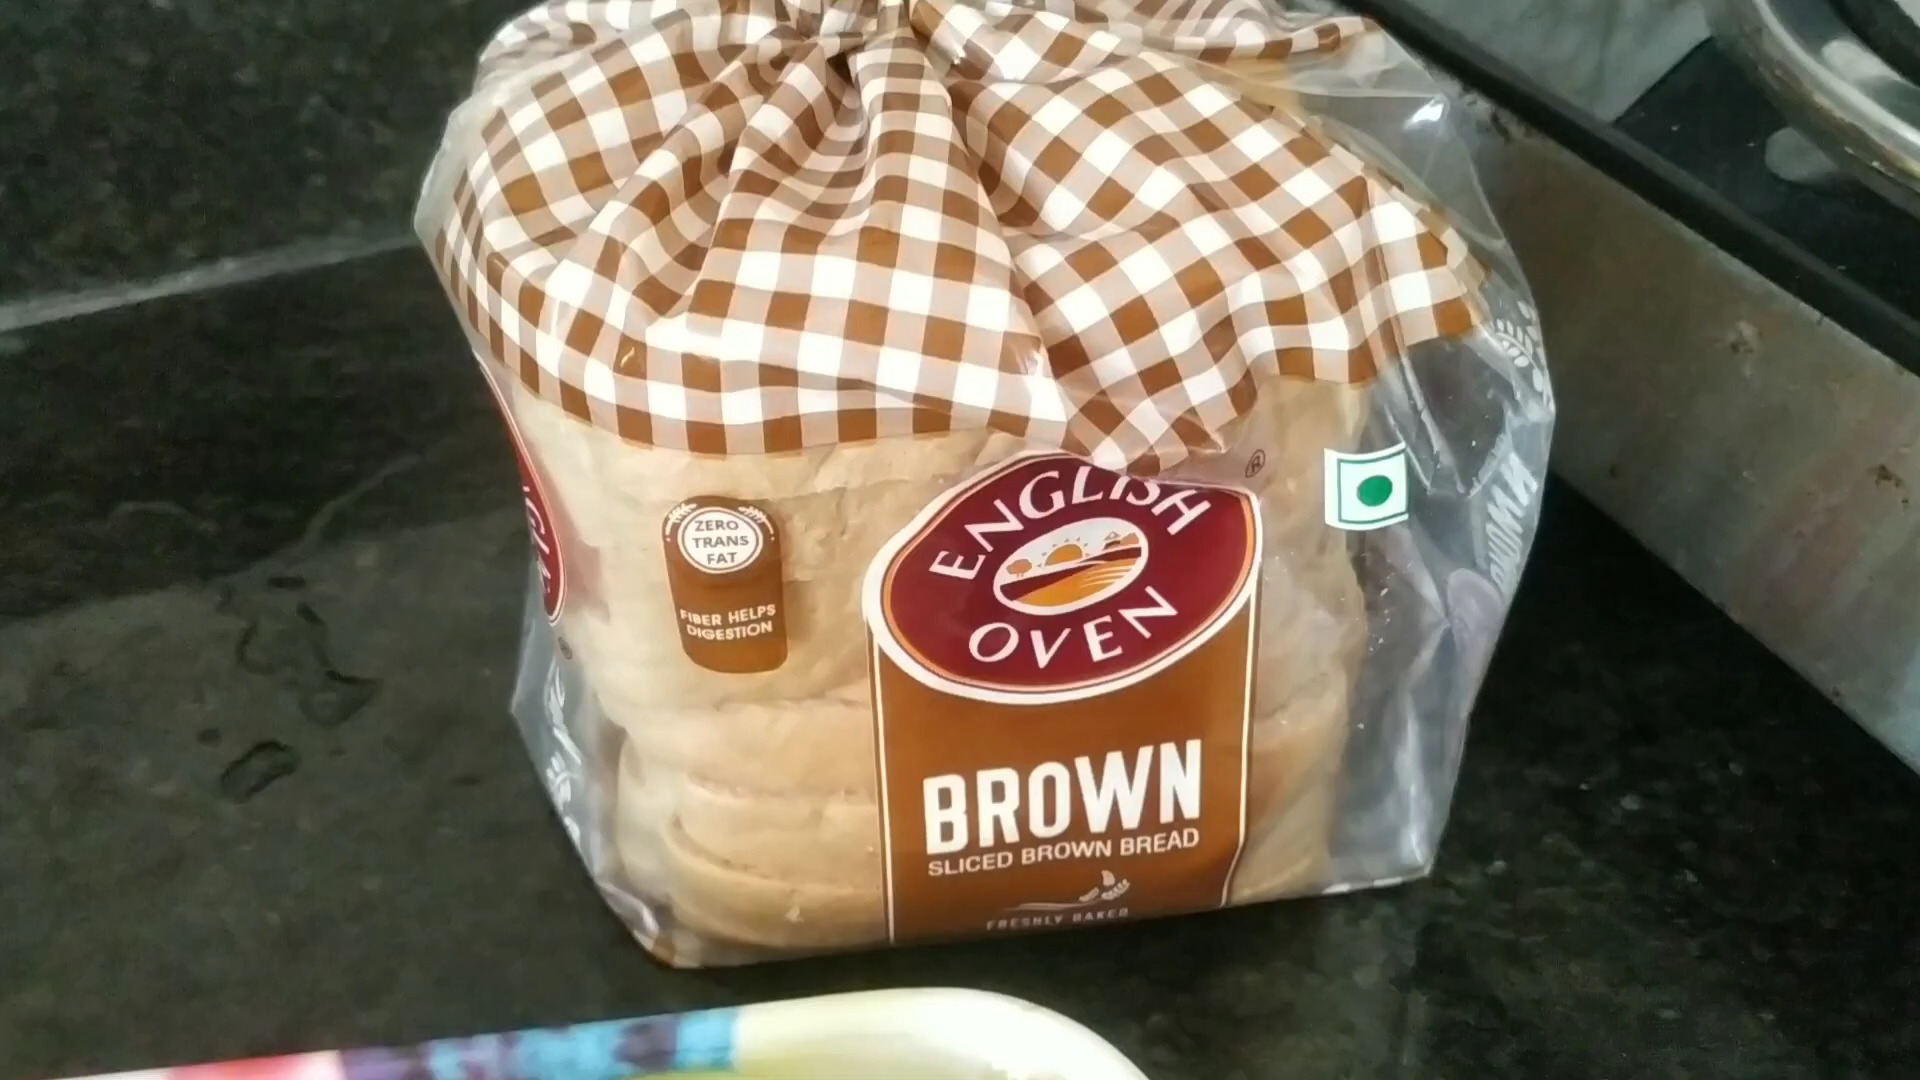 ENGLISH
OVEN
®
ZERO
TRANS
FAT
FIBER HELPS
DIGESTION
BROWN
SLICED BROWN BREAD
FRESHLY BAKED